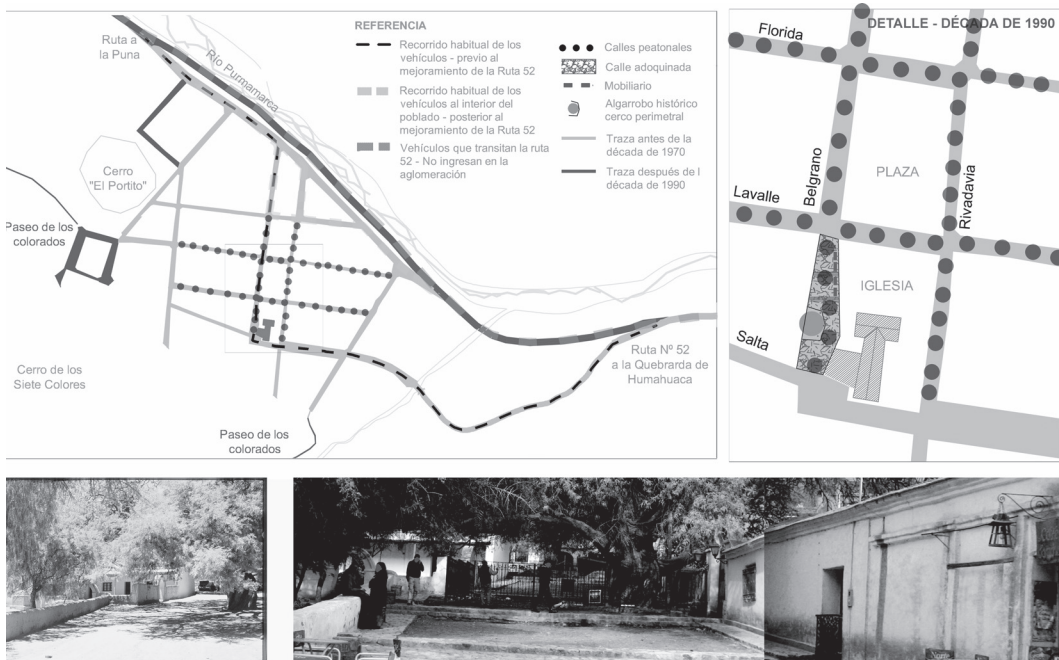 REFERENCIA
Recorrido habitual de los
vehículos - previo al
mejoramiento de la Ruta 52
Recorrido habitual de los
vehículos al interior del
poblado - posterior al
mejoramiento de la Ruta 52
Vehículos que transitan la ruta
52 - No ingresan en la
aglomeración
Calles peatonales
Calle adoquinada
Mobiliario
Algarrobo histórico
cerco perimetral
Traza antes de la
década de 1970
Traza después de l
década de 1990
Ruta a
la Puna
Río Purmamarca
Cerro
"El Portito"
Paseo de los
colorados
Cerro de los
Siete Colores
Paseo de los
colorados
Ruta Nº 52
a la Quebrarda de
Humahuaca
DETALLE - DÉCADA DE 1990
Florida
Belgrano
PLAZA
Rivadavia
Lavalle
IGLESIA
Salta